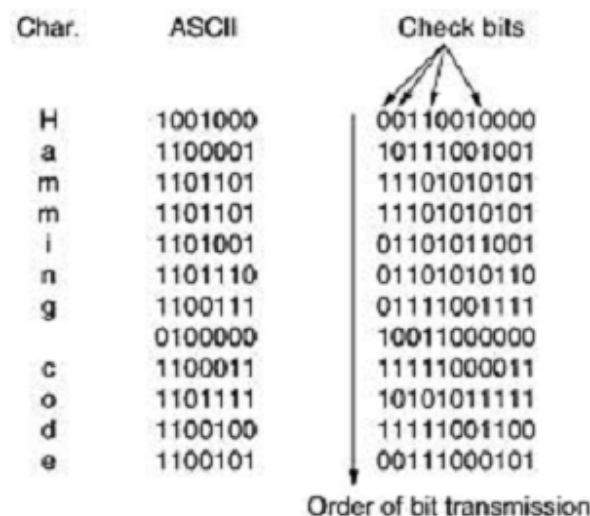 Char. ASCII Check bits
H 1001000 00110010000
a 1100001 10111001001
m 1101101 11101010101
m 1101101 11101010101
i 1101001 01101011001
n 1101110 01101010110
g 1100111 01111001111
0100000 10011000000
c 1100011 11111000011
o 1101111 10101011111
d 1100100 11111001100
e 1100101 00111000101
Order of bit transmission